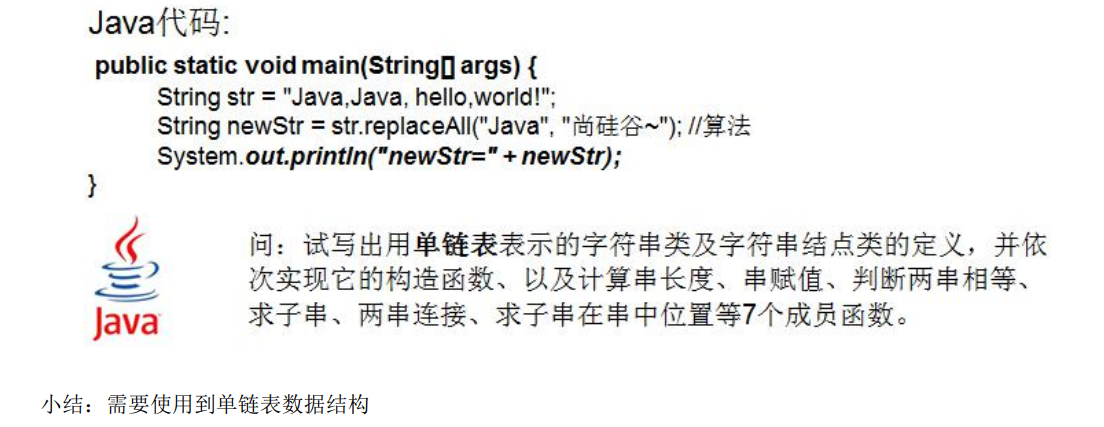 Java代码:
public static void main(String[] args) {
String str = "Java,Java, hello,world!";
String newStr = str.replaceAll("Java", "尚硅谷~"); //算法
System.out.println("newStr=" + newStr);
}
Java
问：试写出用单链表表示的字符串类及字符串结点类的定义，并依
次实现它的构造函数、以及计算串长度、串赋值、判断两串相等、
求子串、两串连接、求子串在串中位置等7个成员函数。
小结：需要使用到单链表数据结构